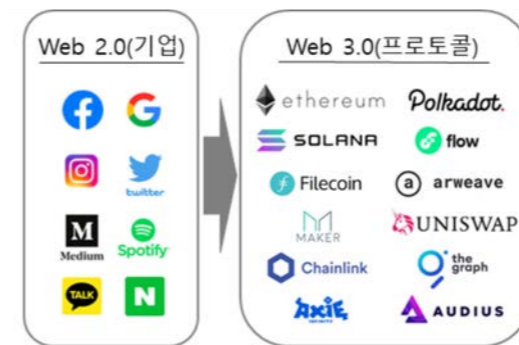 Web 2.0(기업)
Web 3.0(프로토콜)
ethereum
Polkadot.
SOLANA
flow
twitter
Filecoin
a arweave
M
Medium
Spotify
MAKER
UNISWAP
Chainlink
the
graph
TALK
N
AXIE
INFINITY
AUDIUS